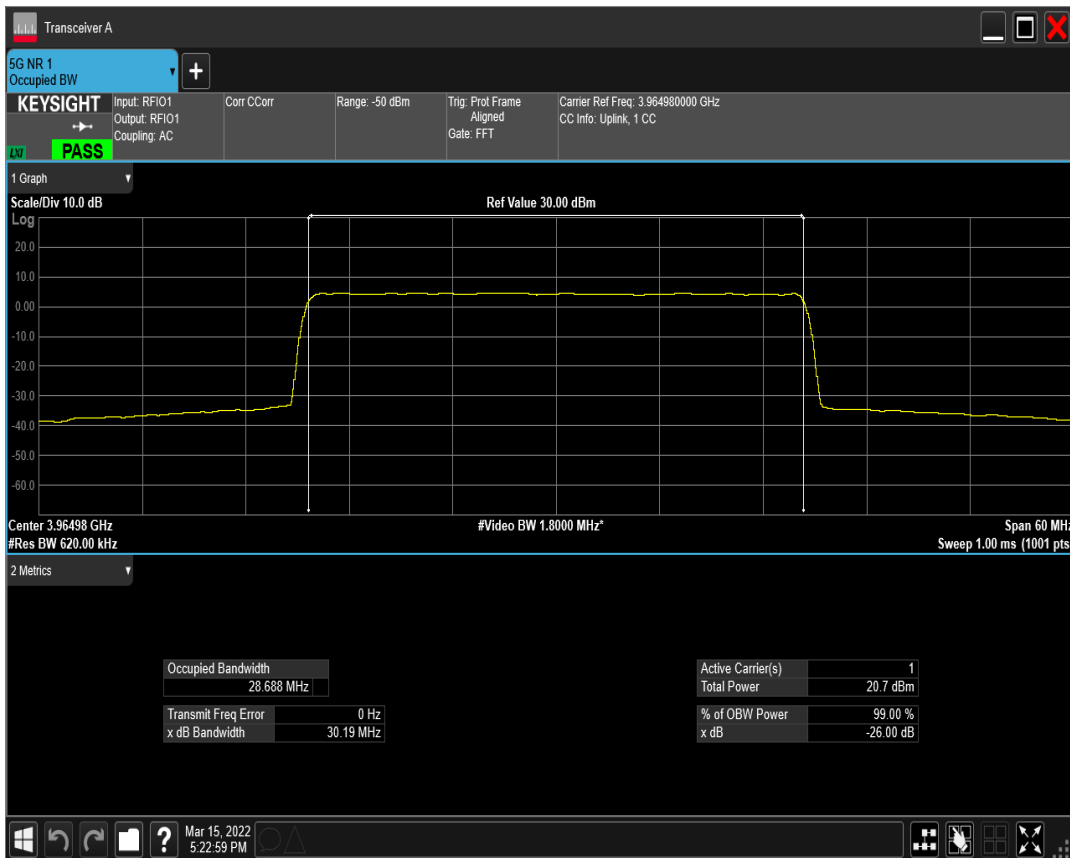 Transceiver A
5G NR 1
Occupied BW
+
KEYSIGHT
LXI
PASS
Input: RFIO1
Output: RFIO1
Coupling: AC
Corr CCorr
Range: -50 dBm
Trig: Prot Frame
Aligned
Gate: FFT
Carrier Ref Freq: 3.964980000 GHz
CC Info: Uplink, 1 CC
1 Graph
Scale/Div 10.0 dB
Ref Value 30.00 dBm
Log
20.0
10.0
0.00
-10.0
-20.0
-30.0
-40.0
-50.0
-60.0
Center 3.96498 GHz
#Video BW 1.8000 MHz*
Span 60 MHz
#Res BW 620.00 kHz
Sweep 1.00 ms (1001 pts
2 Metrics
Occupied Bandwidth
28.688 MHz
Transmit Freq Error 0 Hz
x dB Bandwidth 30.19 MHz
Active Carrier(s) 1
Total Power 20.7 dBm
% of OBW Power 99.00 %
x dB -26.00 dB
?
Mar 15, 2022
5:22:59 PM